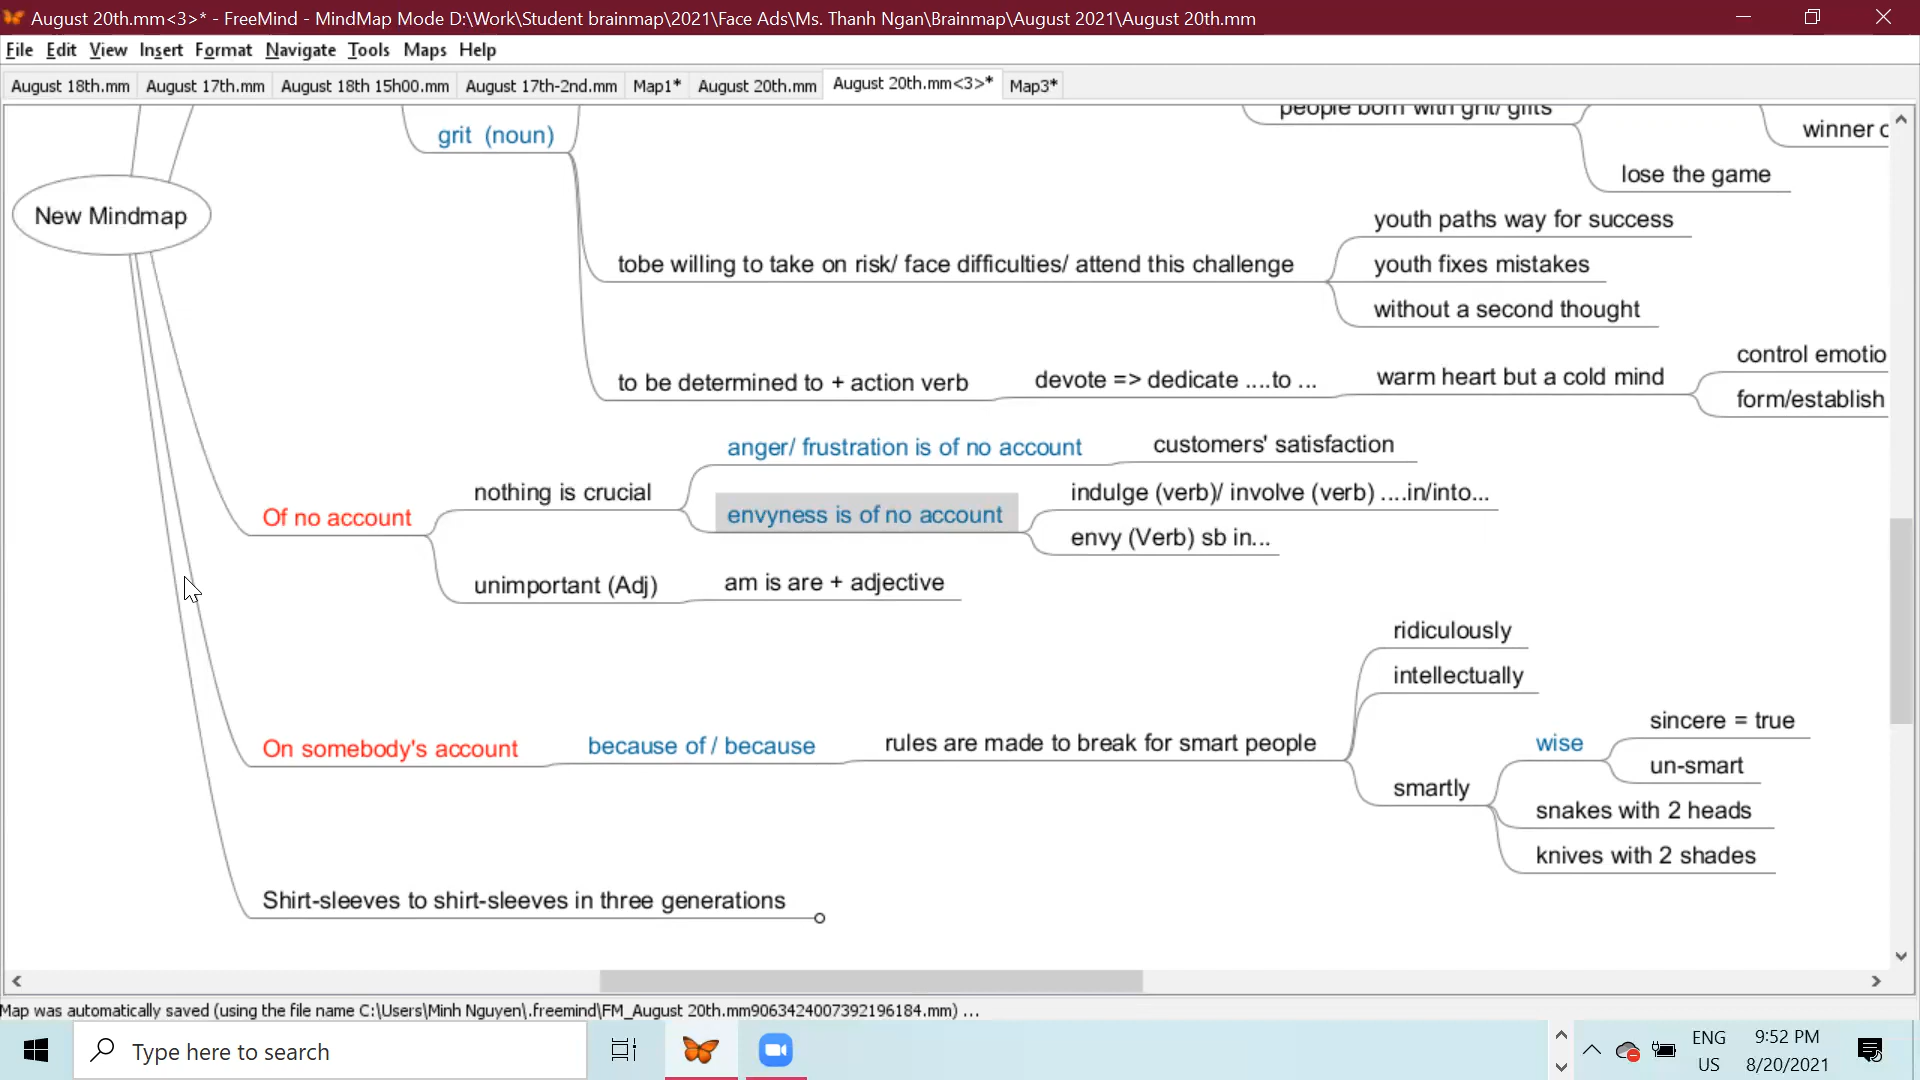 August 20th.mm<3>* - FreeMind - MindMap Mode D:\Work\Student brainmap\2021\Face Ads\Ms. Thanh Ngan\Brainmap\August 2021\August 20th.mm
File Edit View Insert Format Navigate Tools Maps Help
August 18th.mm August 17th.mm August 18th 15h00.mm August 17th-2nd.mm Map1* August 20th.mm August 20th.mm<3>* Map3*
people born with grit/ gifts
grit (noun)
winner
lose the game
New Mindmap
youth paths way for success
tobe willing to take on risk/ face difficulties/ attend this challenge
youth fixes mistakes
without a second thought
control emotio
to be determined to + action verb
devote => dedicate ....to ...
warm heart but a cold mind
form/establish
anger/ frustration is of no account
customers' satisfaction
nothing is crucial
indulge (verb)/ involve (verb) ....in/into...
Of no account
envyness is of no account
envy (Verb) sb in...
unimportant (Adj)
am is are + adjective
ridiculously
intellectually
sincere = true
On somebody's account
because of / because
rules are made to break for smart people
wise
un-smart
smartly
snakes with 2 heads
knives with 2 shades
Shirt-sleeves to shirt-sleeves in three generations
Map was automatically saved (using the file name C:\Users\Minh Nguyen\.freemind\FM_August 20th.mm9063424007392196184.mm) ...
Type here to search
ENG
US
9:52 PM
8/20/2021